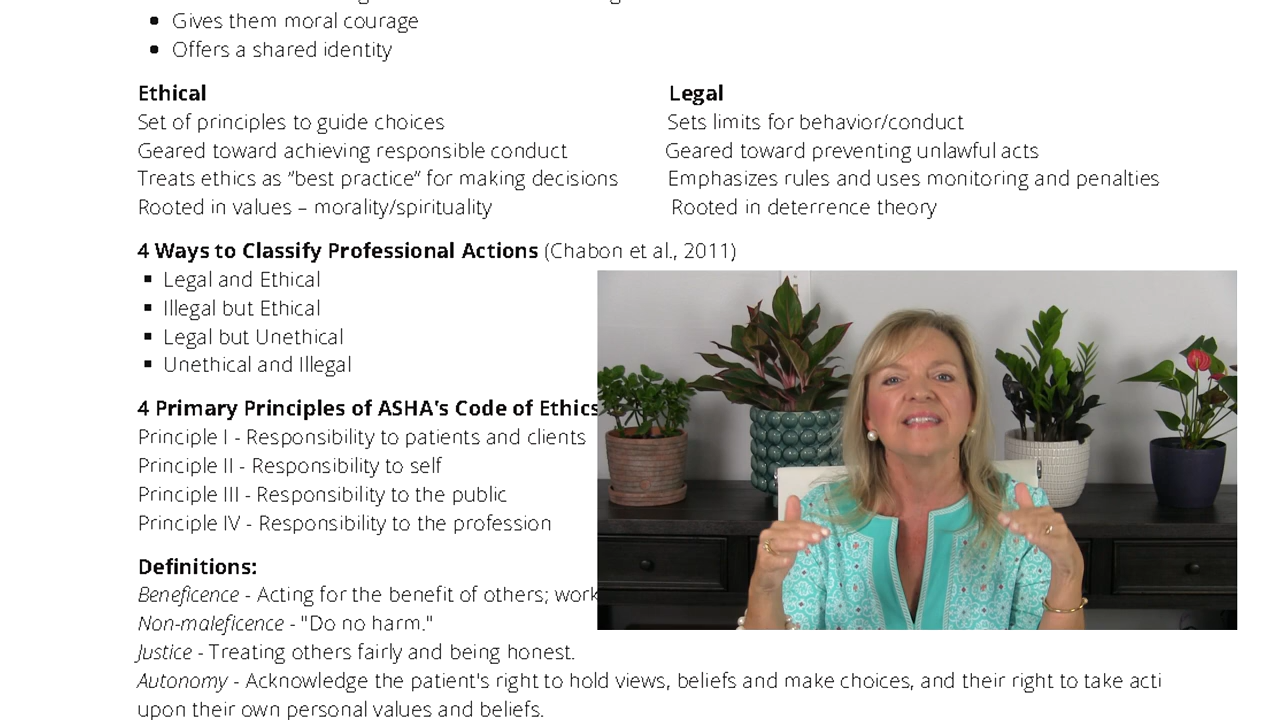 Gives them moral courage
Offers a shared identity
Ethical
Set of principles to guide choices
Geared toward achieving responsible conduct
Treats ethics as "best practice" for making decisions
Rooted in values – morality/spirituality
Legal
Sets limits for behavior/conduct
Geared toward preventing unlawful acts
Emphasizes rules and uses monitoring and penalties
Rooted in deterrence theory
4 Ways to Classify Professional Actions (Chabon et al., 2011)
Legal and Ethical
Illegal but Ethical
Legal but Unethical
Unethical and Illegal
4 Primary Principles of ASHA's Code of Ethics
Principle I - Responsibility to patients and clients
Principle II - Responsibility to self
Principle III - Responsibility to the public
Principle IV - Responsibility to the profession
Definitions:
Beneficence - Acting for the benefit of others; work
Non-maleficence - "Do no harm."
Justice - Treating others fairly and being honest.
Autonomy - Acknowledge the patient's right to hold views, beliefs and make choices, and their right to take acti
upon their own personal values and beliefs.